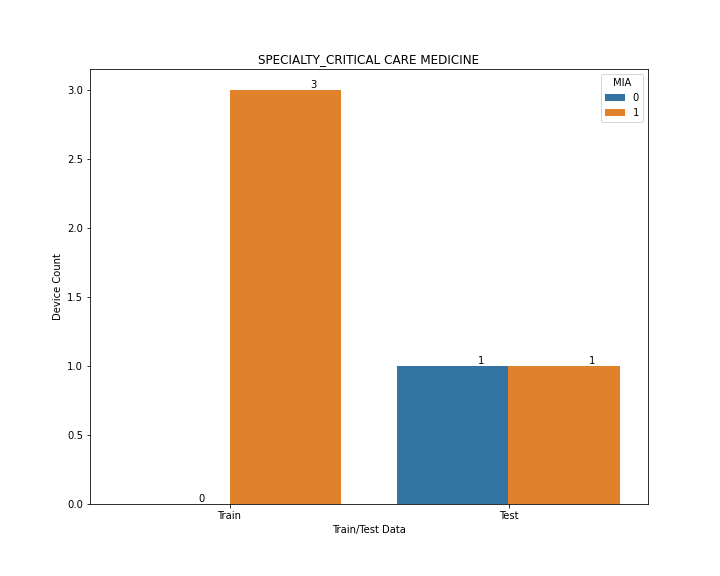 SPECIALTY_CRITICAL CARE MEDICINE
MIA
0
1
3.0
2.5
2.0
1.5
1.0
0.5
0.0
Device Count
0
3
1
1
Train
Test
Train/Test Data